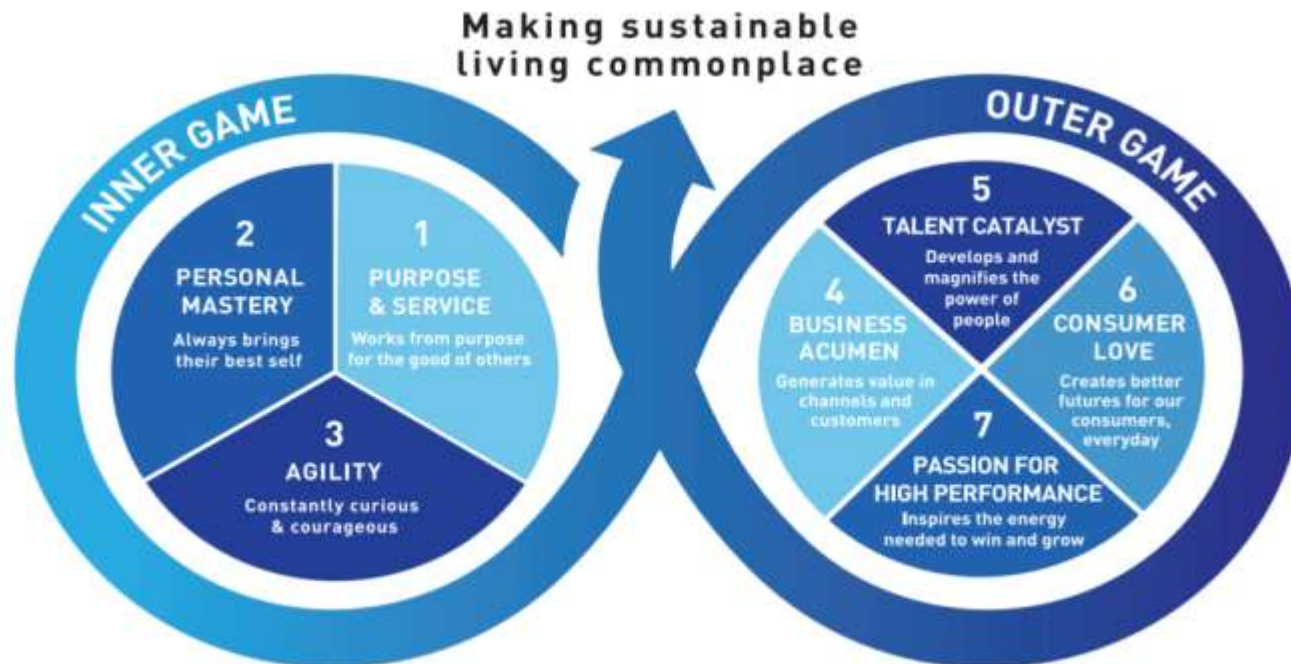 Making sustainable
living commonplace
INNER GAME
2
PERSONAL
MASTERY
Always brings
their best self
1
PURPOSE
& SERVICE
Works from purpose
for the good of others
3
AGILITY
Constantly curious
& courageous
OUTER GAME
4
BUSINESS
ACUMEN
Generates value in
channels and
customers
5
TALENT CATALYST
Develops and
magnifies the
power of
people
6
CONSUMER
LOVE
Creates better
futures for our
consumers,
everyday
7
PASSION FOR
HIGH PERFORMANCE
Inspires the energy
needed to win and grow